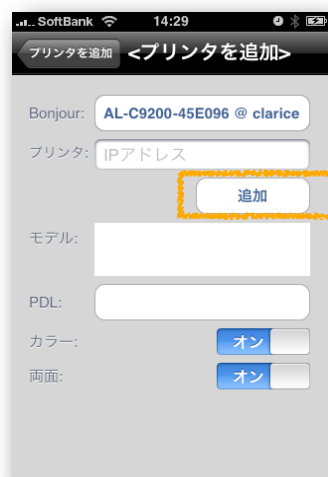 SoftBank 14:29
プリンタを追加 <プリンタを追加>
Bonjour: AL-C9200-45E096 @ clarice
プリンタ: IPアドレス
追加
モデル:
PDL:
カラー: オン
両面: オン